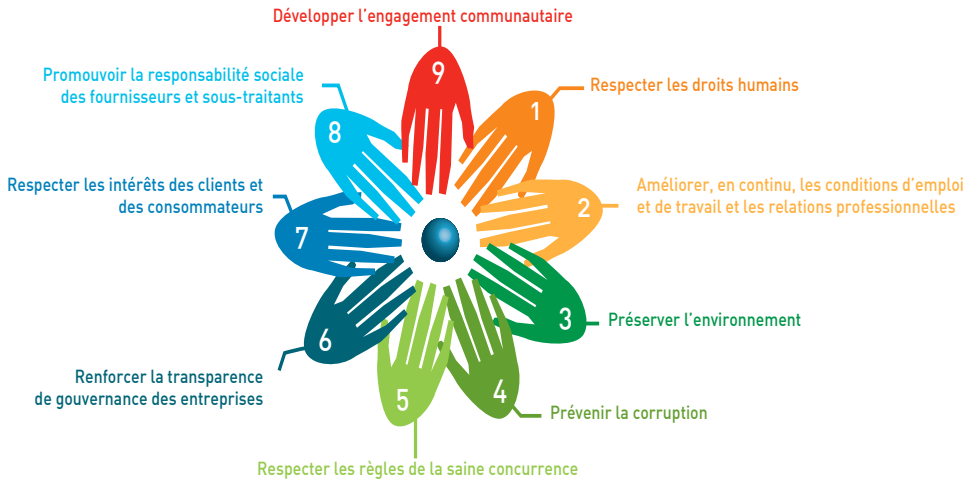 Développer l'engagement communautaire
9
Promouvoir la responsabilité sociale
des fournisseurs et sous-traitants
8
1
Respecter les droits humains
Respecter les intérêts des clients et
des consommateurs
7
2
Améliorer, en continu, les conditions d'emploi
et de travail et les relations professionnelles
3
Préserver l'environnement
6
Renforcer la transparence
de gouvernance des entreprises
5
4
Prévenir la corruption
Respecter les règles de la saine concurrence